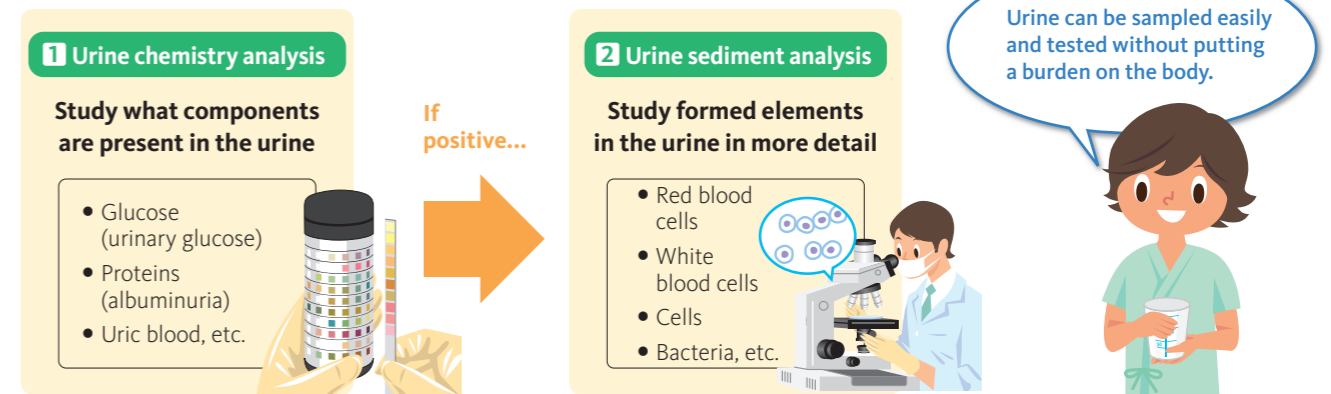 1 Urine chemistry analysis
Study what components
are present in the urine
• Glucose
(urinary glucose)
• Proteins
(albuminuria)
• Uric blood, etc.
If
positive...
2 Urine sediment analysis
Study formed elements
in the urine in more detail
• Red blood
cells
• White
blood cells
• Cells
• Bacteria, etc.
Urine can be sampled easily
and tested without putting
a burden on the body.